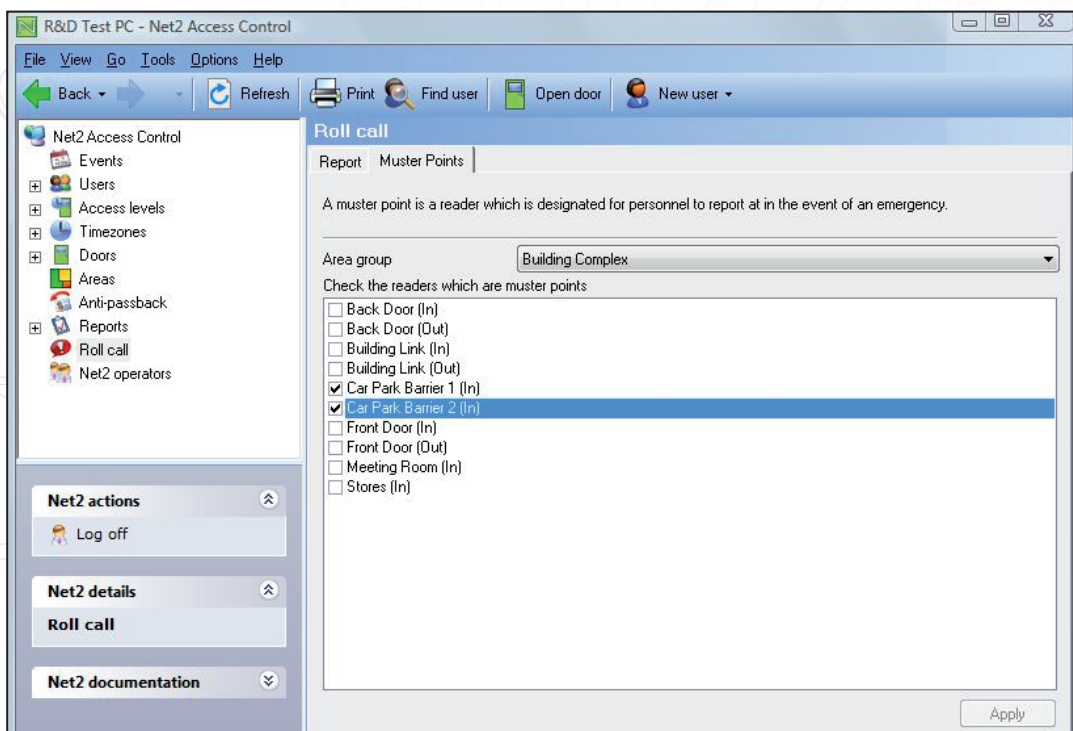 R&D Test PC - Net2 Access Control
File View Go Tools Options Help
Back Refresh Print Find user Open door New user
Net2 Access Control
Events
Users
Access levels
Timezones
Doors
Areas
Anti-passback
Reports
Roll call
Net2 operators
Net2 actions
Log off
Net2 details
Roll call
Net2 documentation
Roll call
Report Muster Points
A muster point is a reader which is designated for personnel to report at in the event of an emergency.
Area group Building Complex
Check the readers which are muster points
Back Door (In)
Back Door (Out)
Building Link (In)
Building Link (Out)
Car Park Barrier 1 (In)
Car Park Barrier 2 (In)
Front Door (In)
Front Door (Out)
Meeting Room (In)
Stores (In)
Apply